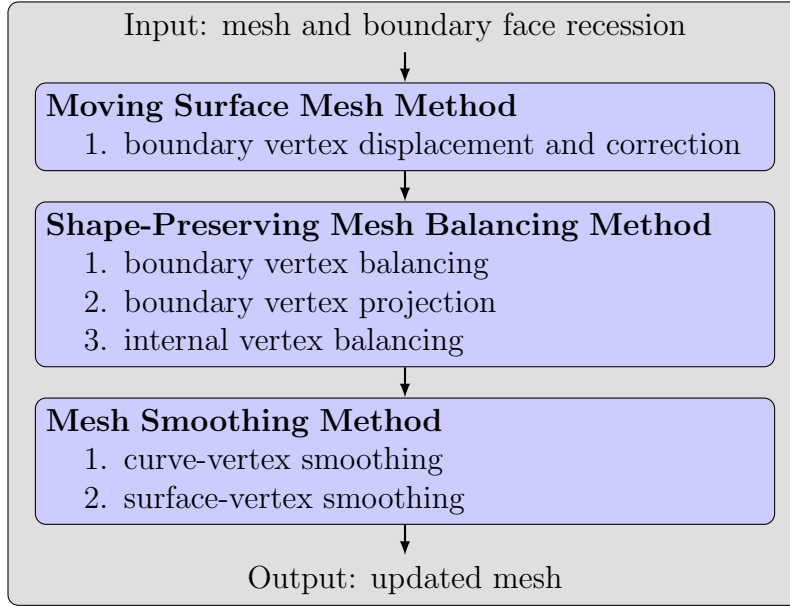 Input: mesh and boundary face recession
Moving Surface Mesh Method
1. boundary vertex displacement and correction
Shape-Preserving Mesh Balancing Method
1. boundary vertex balancing
2. boundary vertex projection
3. internal vertex balancing
Mesh Smoothing Method
1. curve-vertex smoothing
2. surface-vertex smoothing
Output: updated mesh